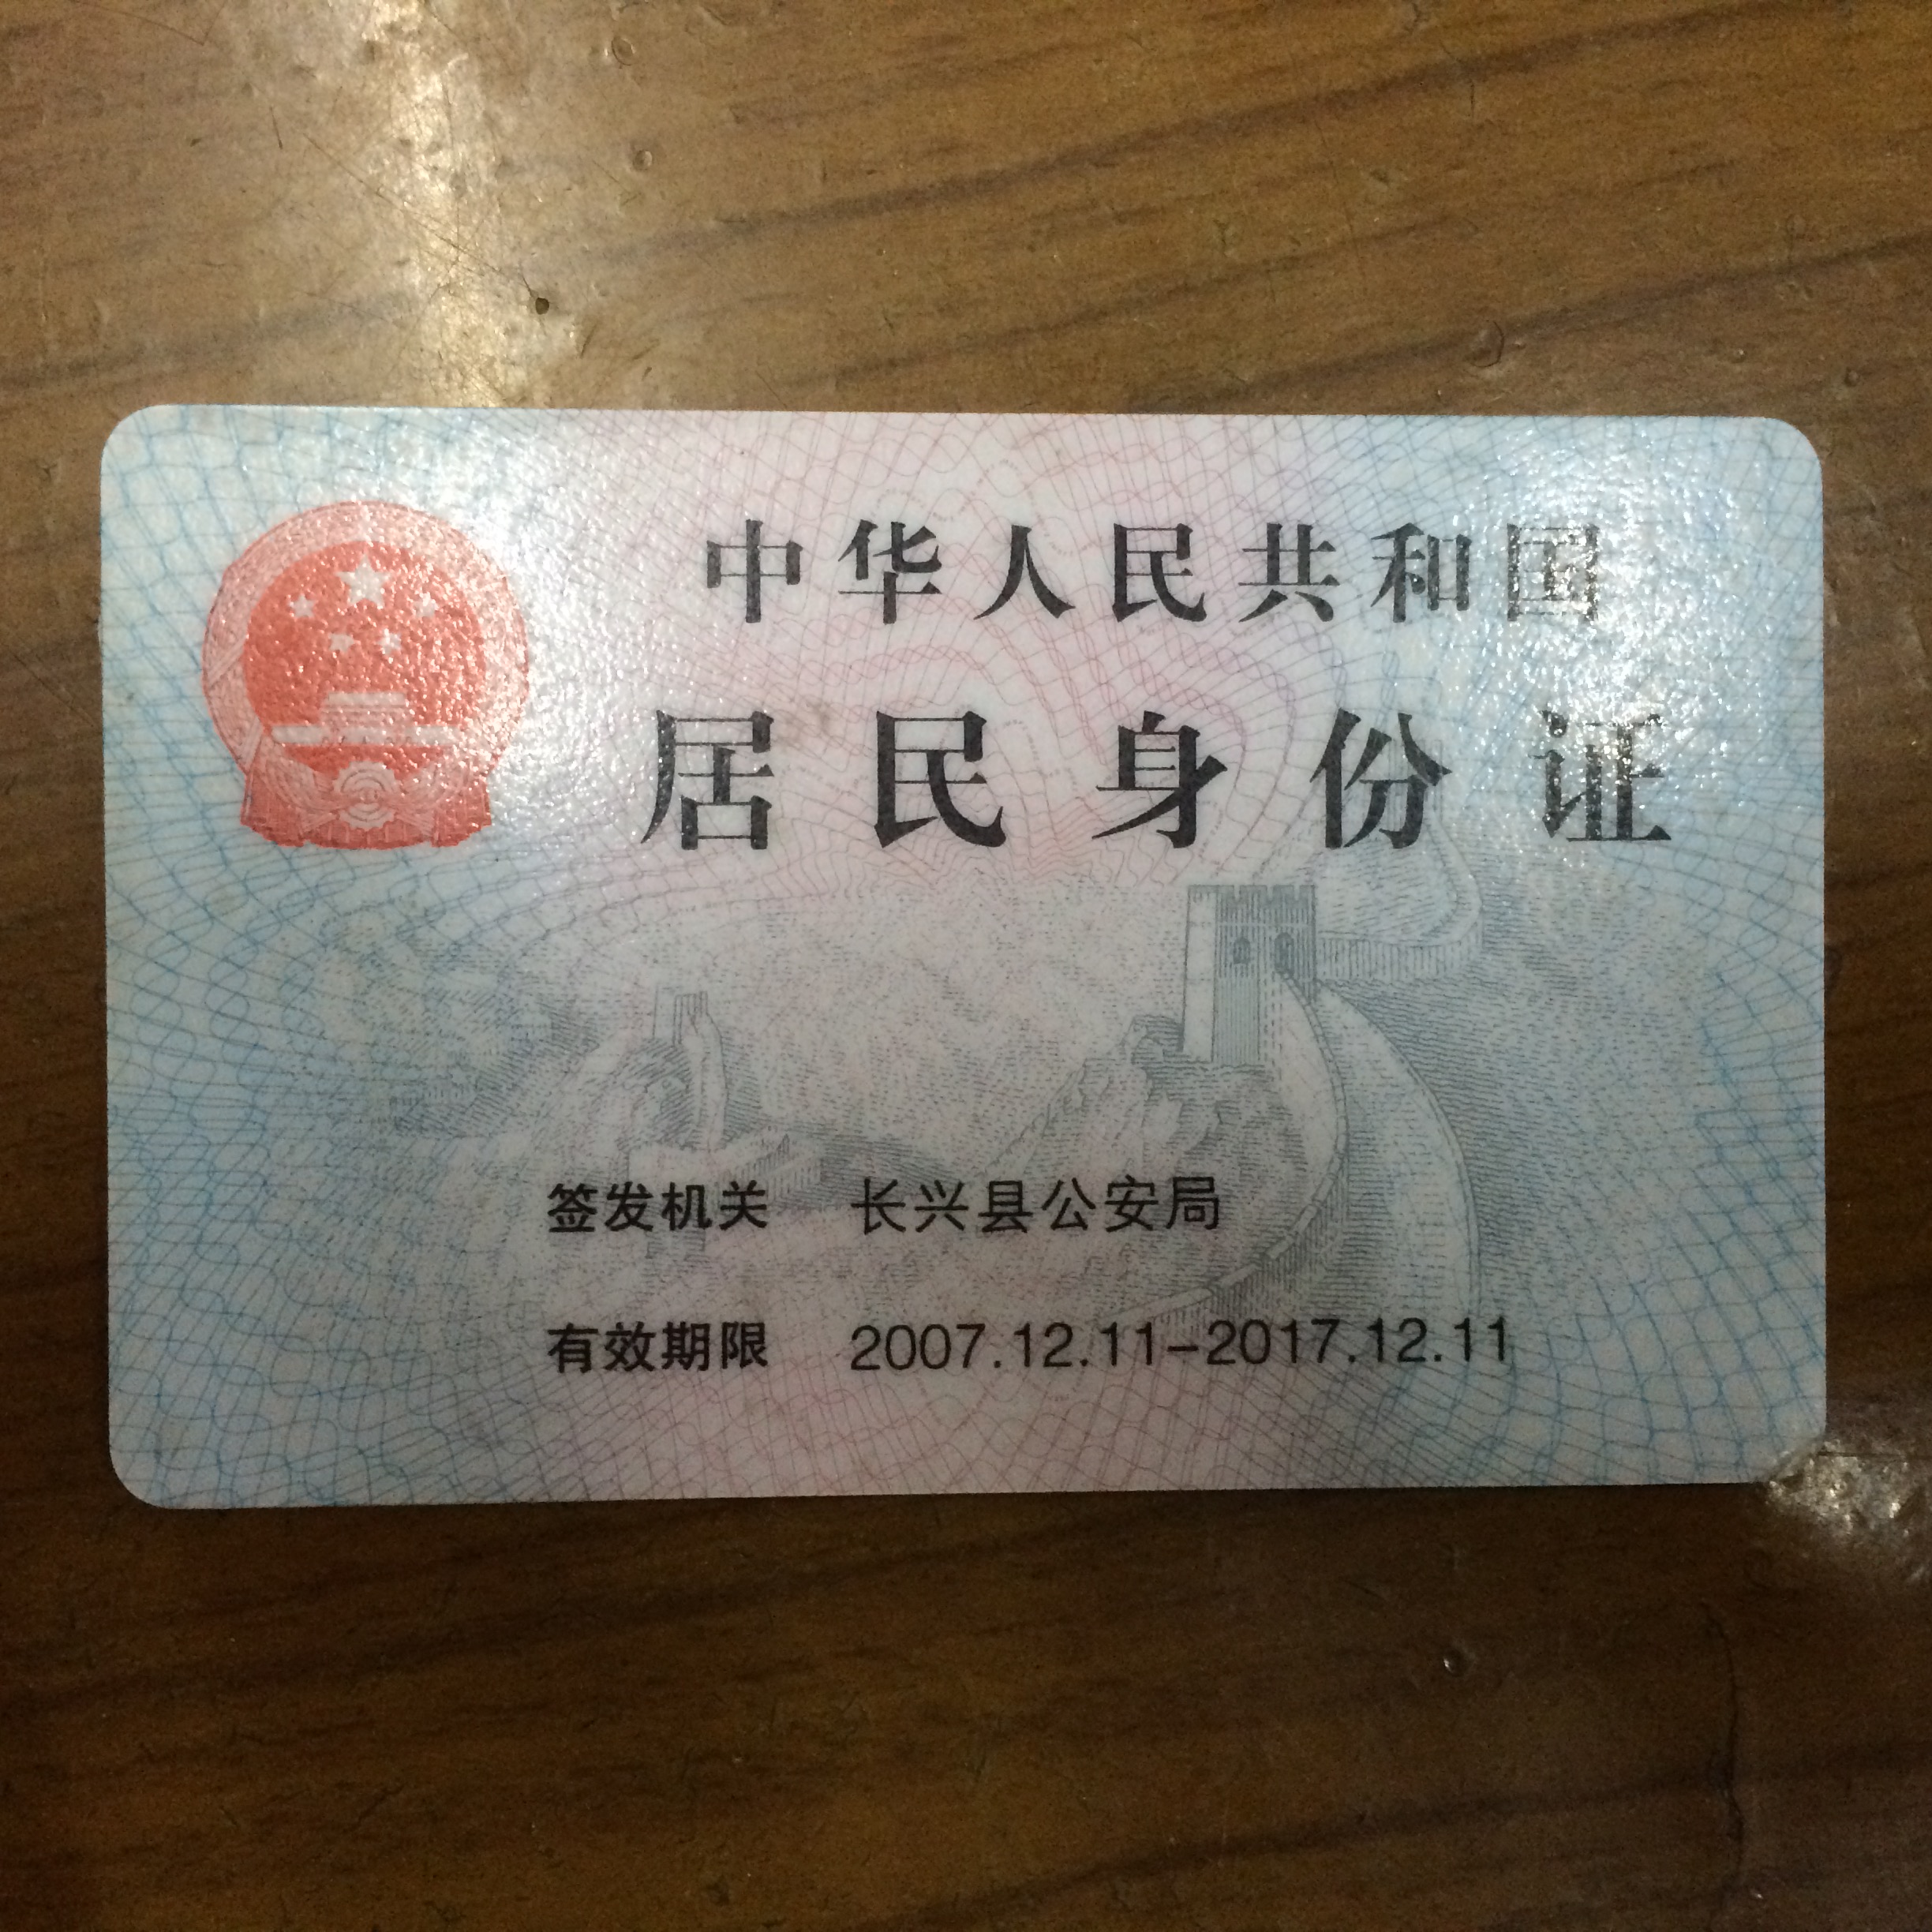 中华人民共和国
居民身份证
签发机关 长兴县公安局
有效期限 2007.12.11-2017.12.11